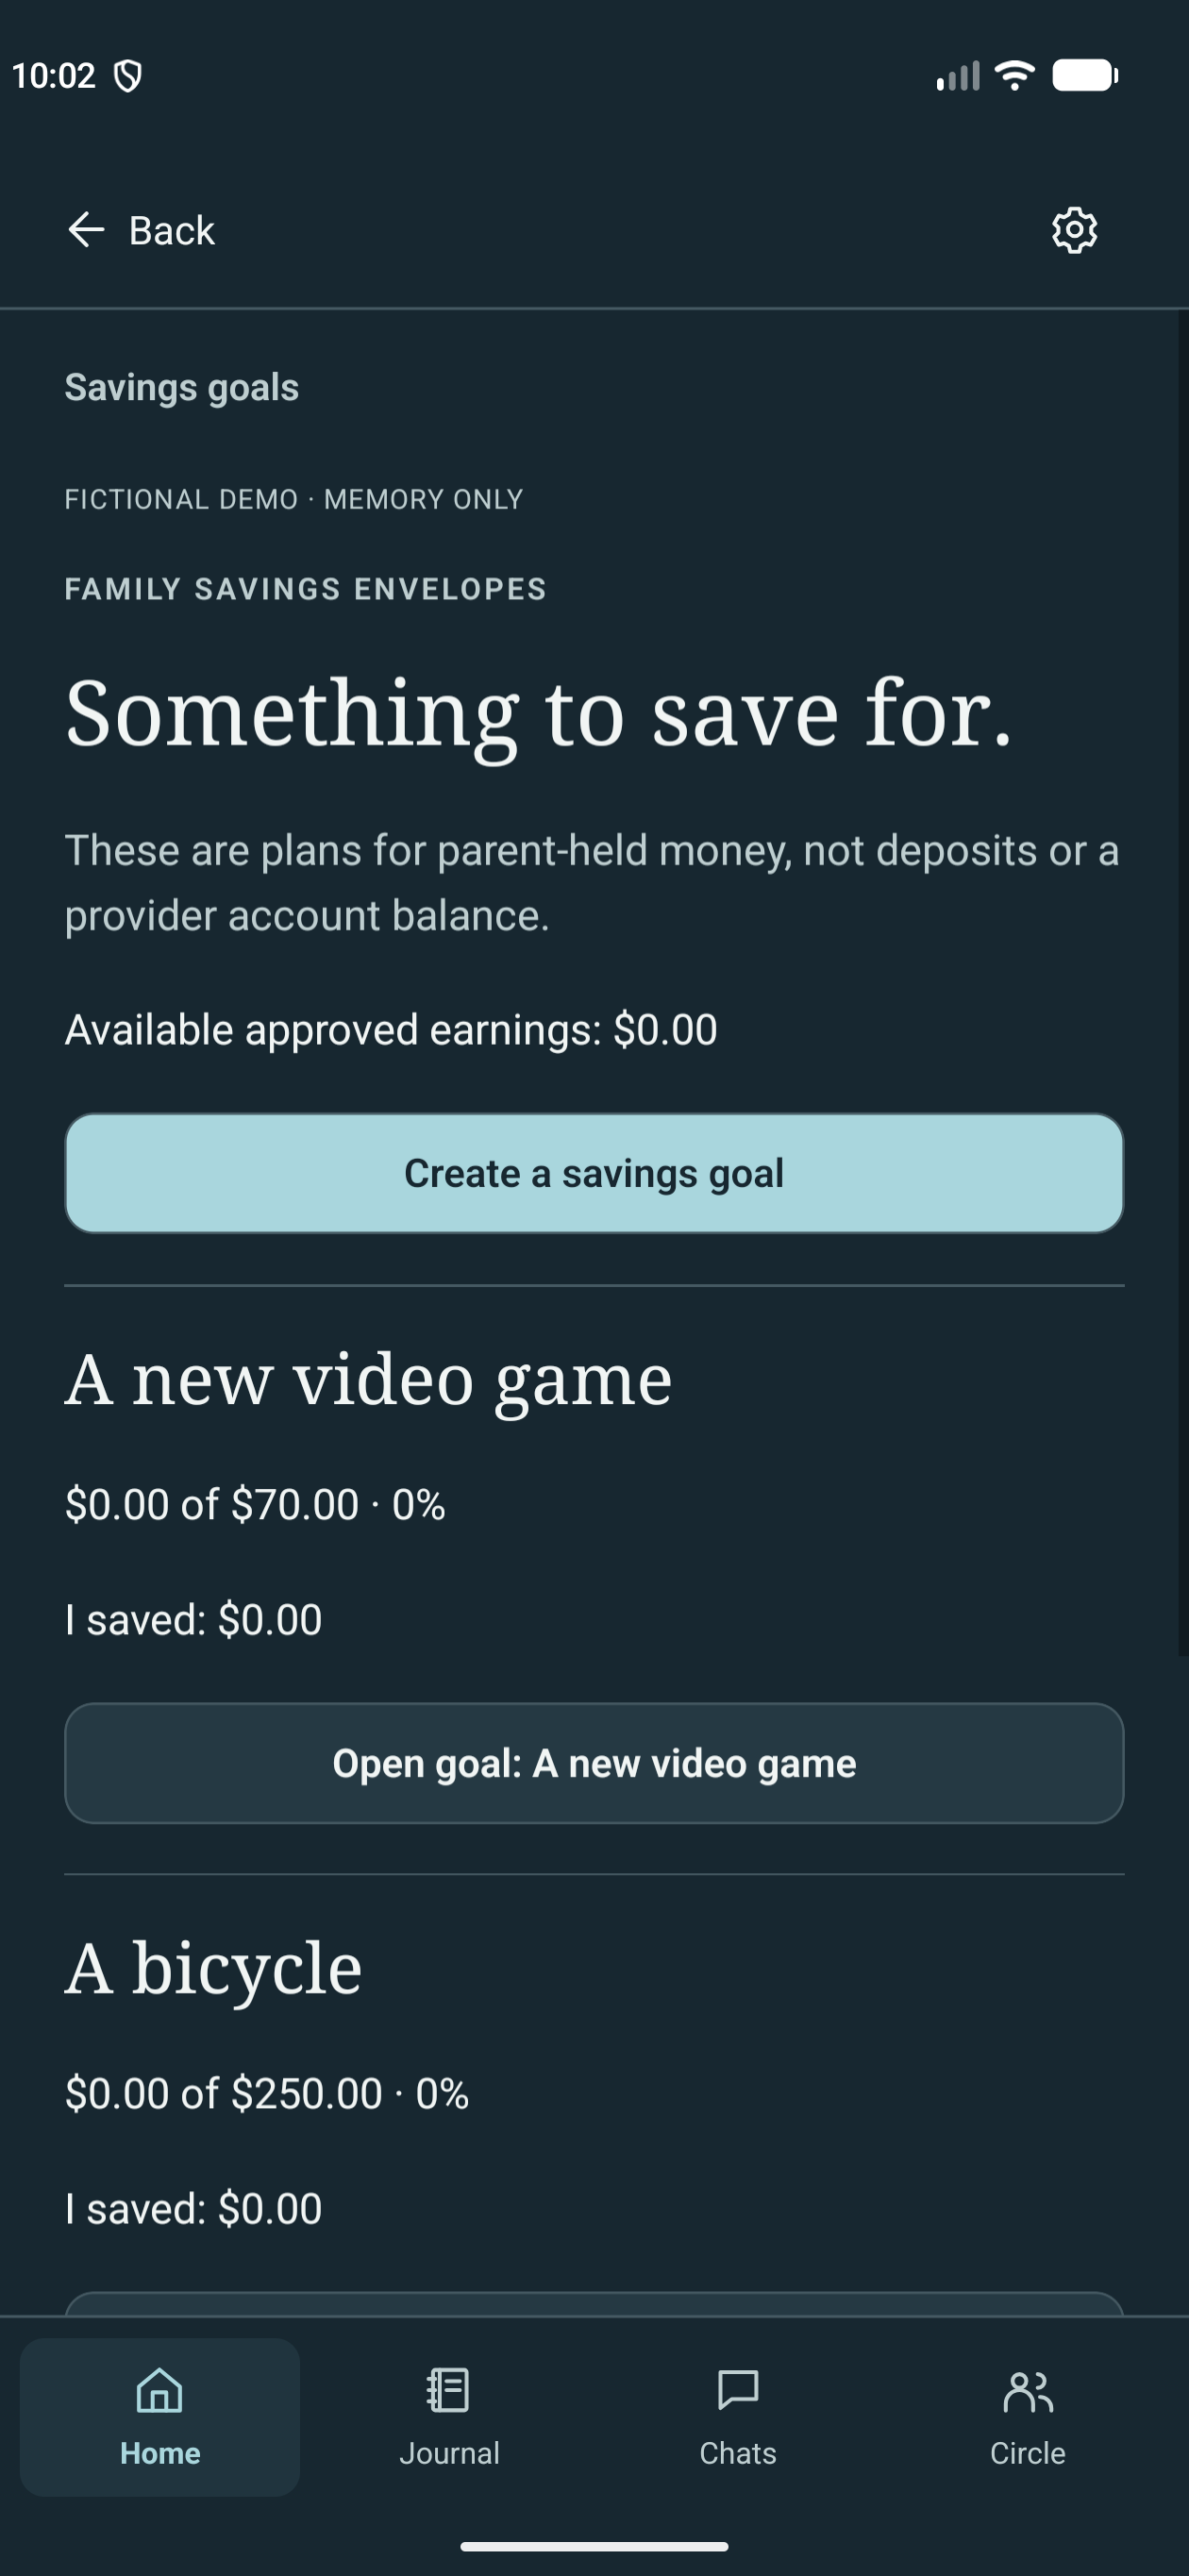 10:02
Back
Savings goals
FICTIONAL DEMO · MEMORY ONLY
FAMILY SAVINGS ENVELOPES
Something to save for.
These are plans for parent-held money, not deposits or a
provider account balance.
Available approved earnings: $0.00
Create a savings goal
A new video game
$0.00 of $70.00 · 0%
I saved: $0.00
Open goal: A new video game
A bicycle
$0.00 of $250.00 · 0%
I saved: $0.00
Home
Journal
Chats
Circle